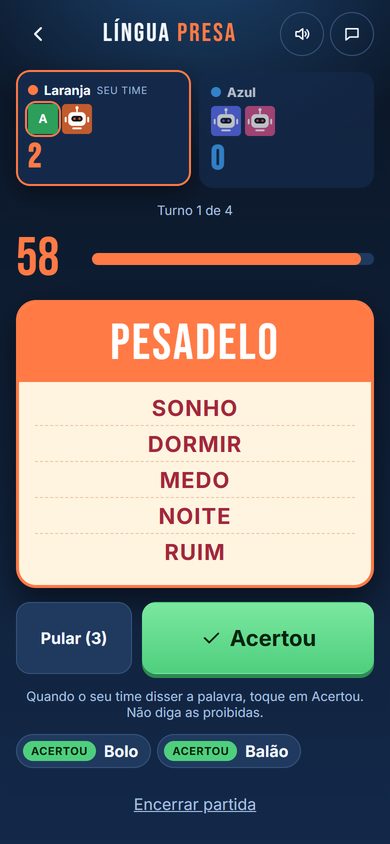 LÍNGUA PRESA
Laranja SEU TIME
A
2
Azul
0
Turno 1 de 4
58
PESADELO
SONHO
DORMIR
MEDO
NOITE
RUIM
Pular (3)
Acertou
Quando o seu time disser a palavra, toque em Acertou.
Não diga as proibidas.
ACERTOU Bolo
ACERTOU Balão
Encerrar partida